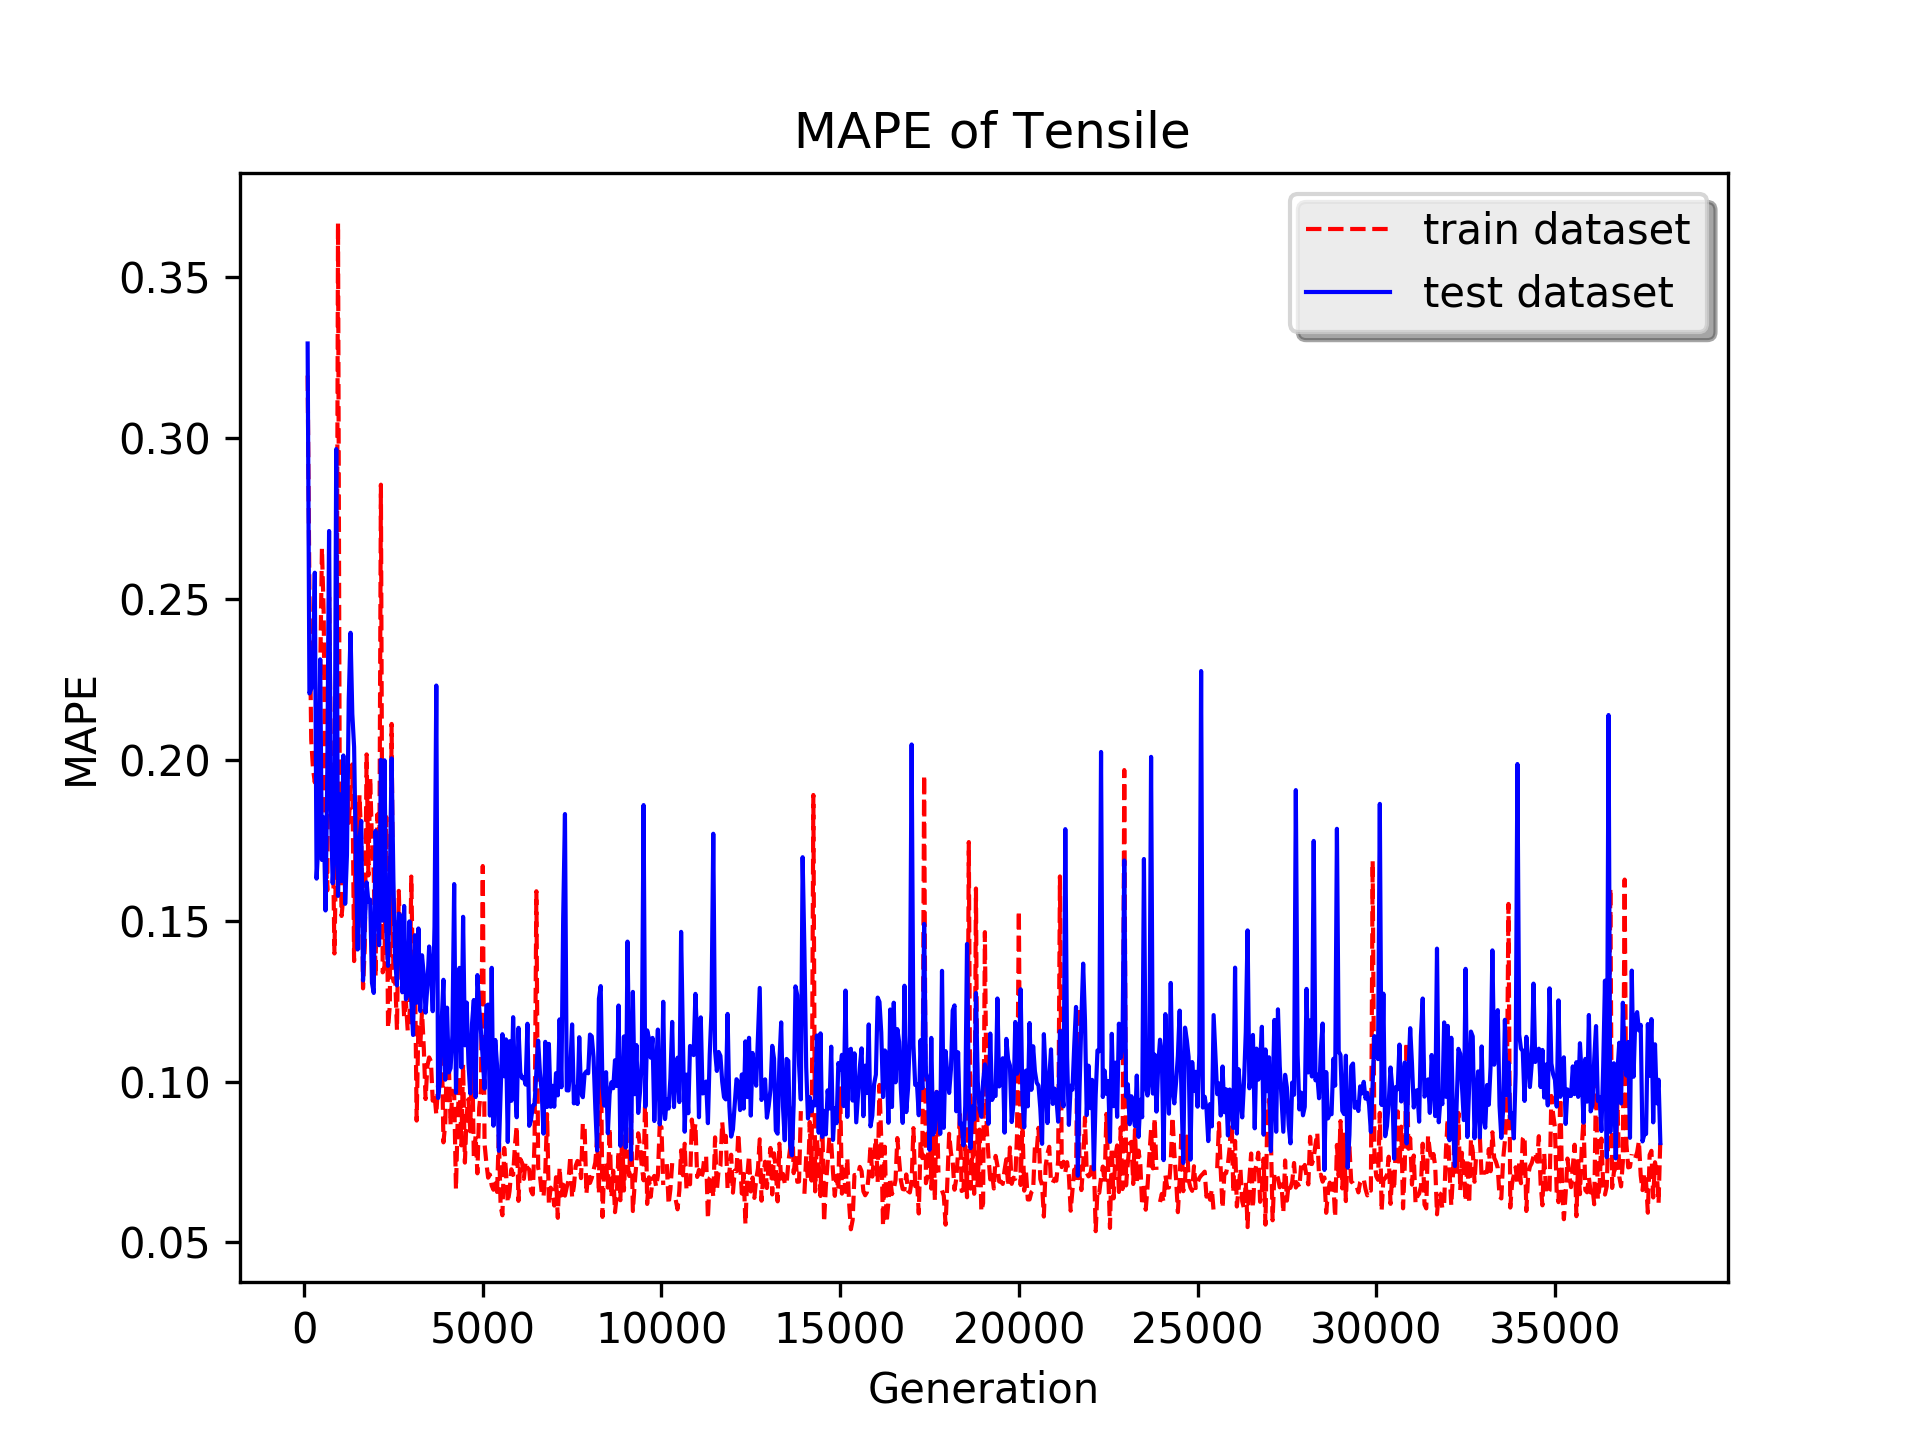 MAPE of Tensile
train dataset
test dataset
MAPE
0.35
0.30
0.25
0.20
0.15
0.10
0.05
0 5000 10000 15000 20000 25000 30000 35000
Generation